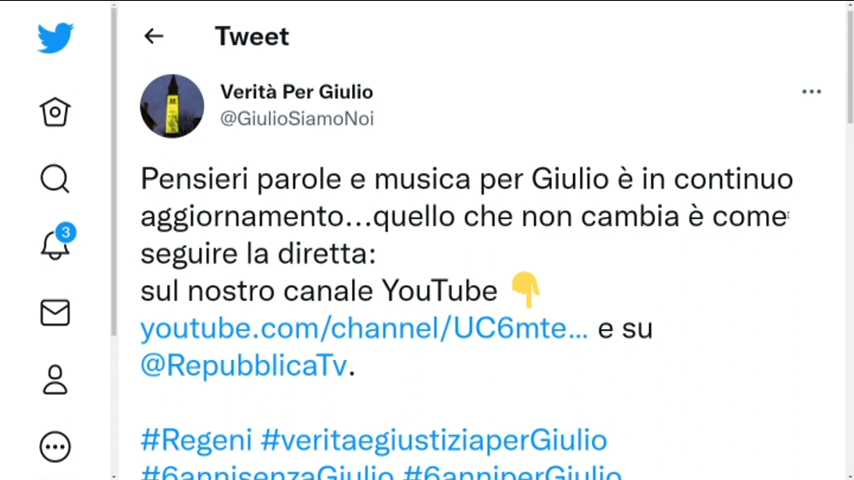 Tweet
Verità Per Giulio
@GiulioSiamoNoi
Pensieri parole e musica per Giulio è in continuo
aggiornamento...quello che non cambia è come
seguire la diretta:
sul nostro canale YouTube 👇
youtube.com/channel/UC6mte... e su
@RepubblicaTv.
#Regeni #veritaegiustiziaperGiulio
#6annisenzaGiulio #6anniperGiulio
3